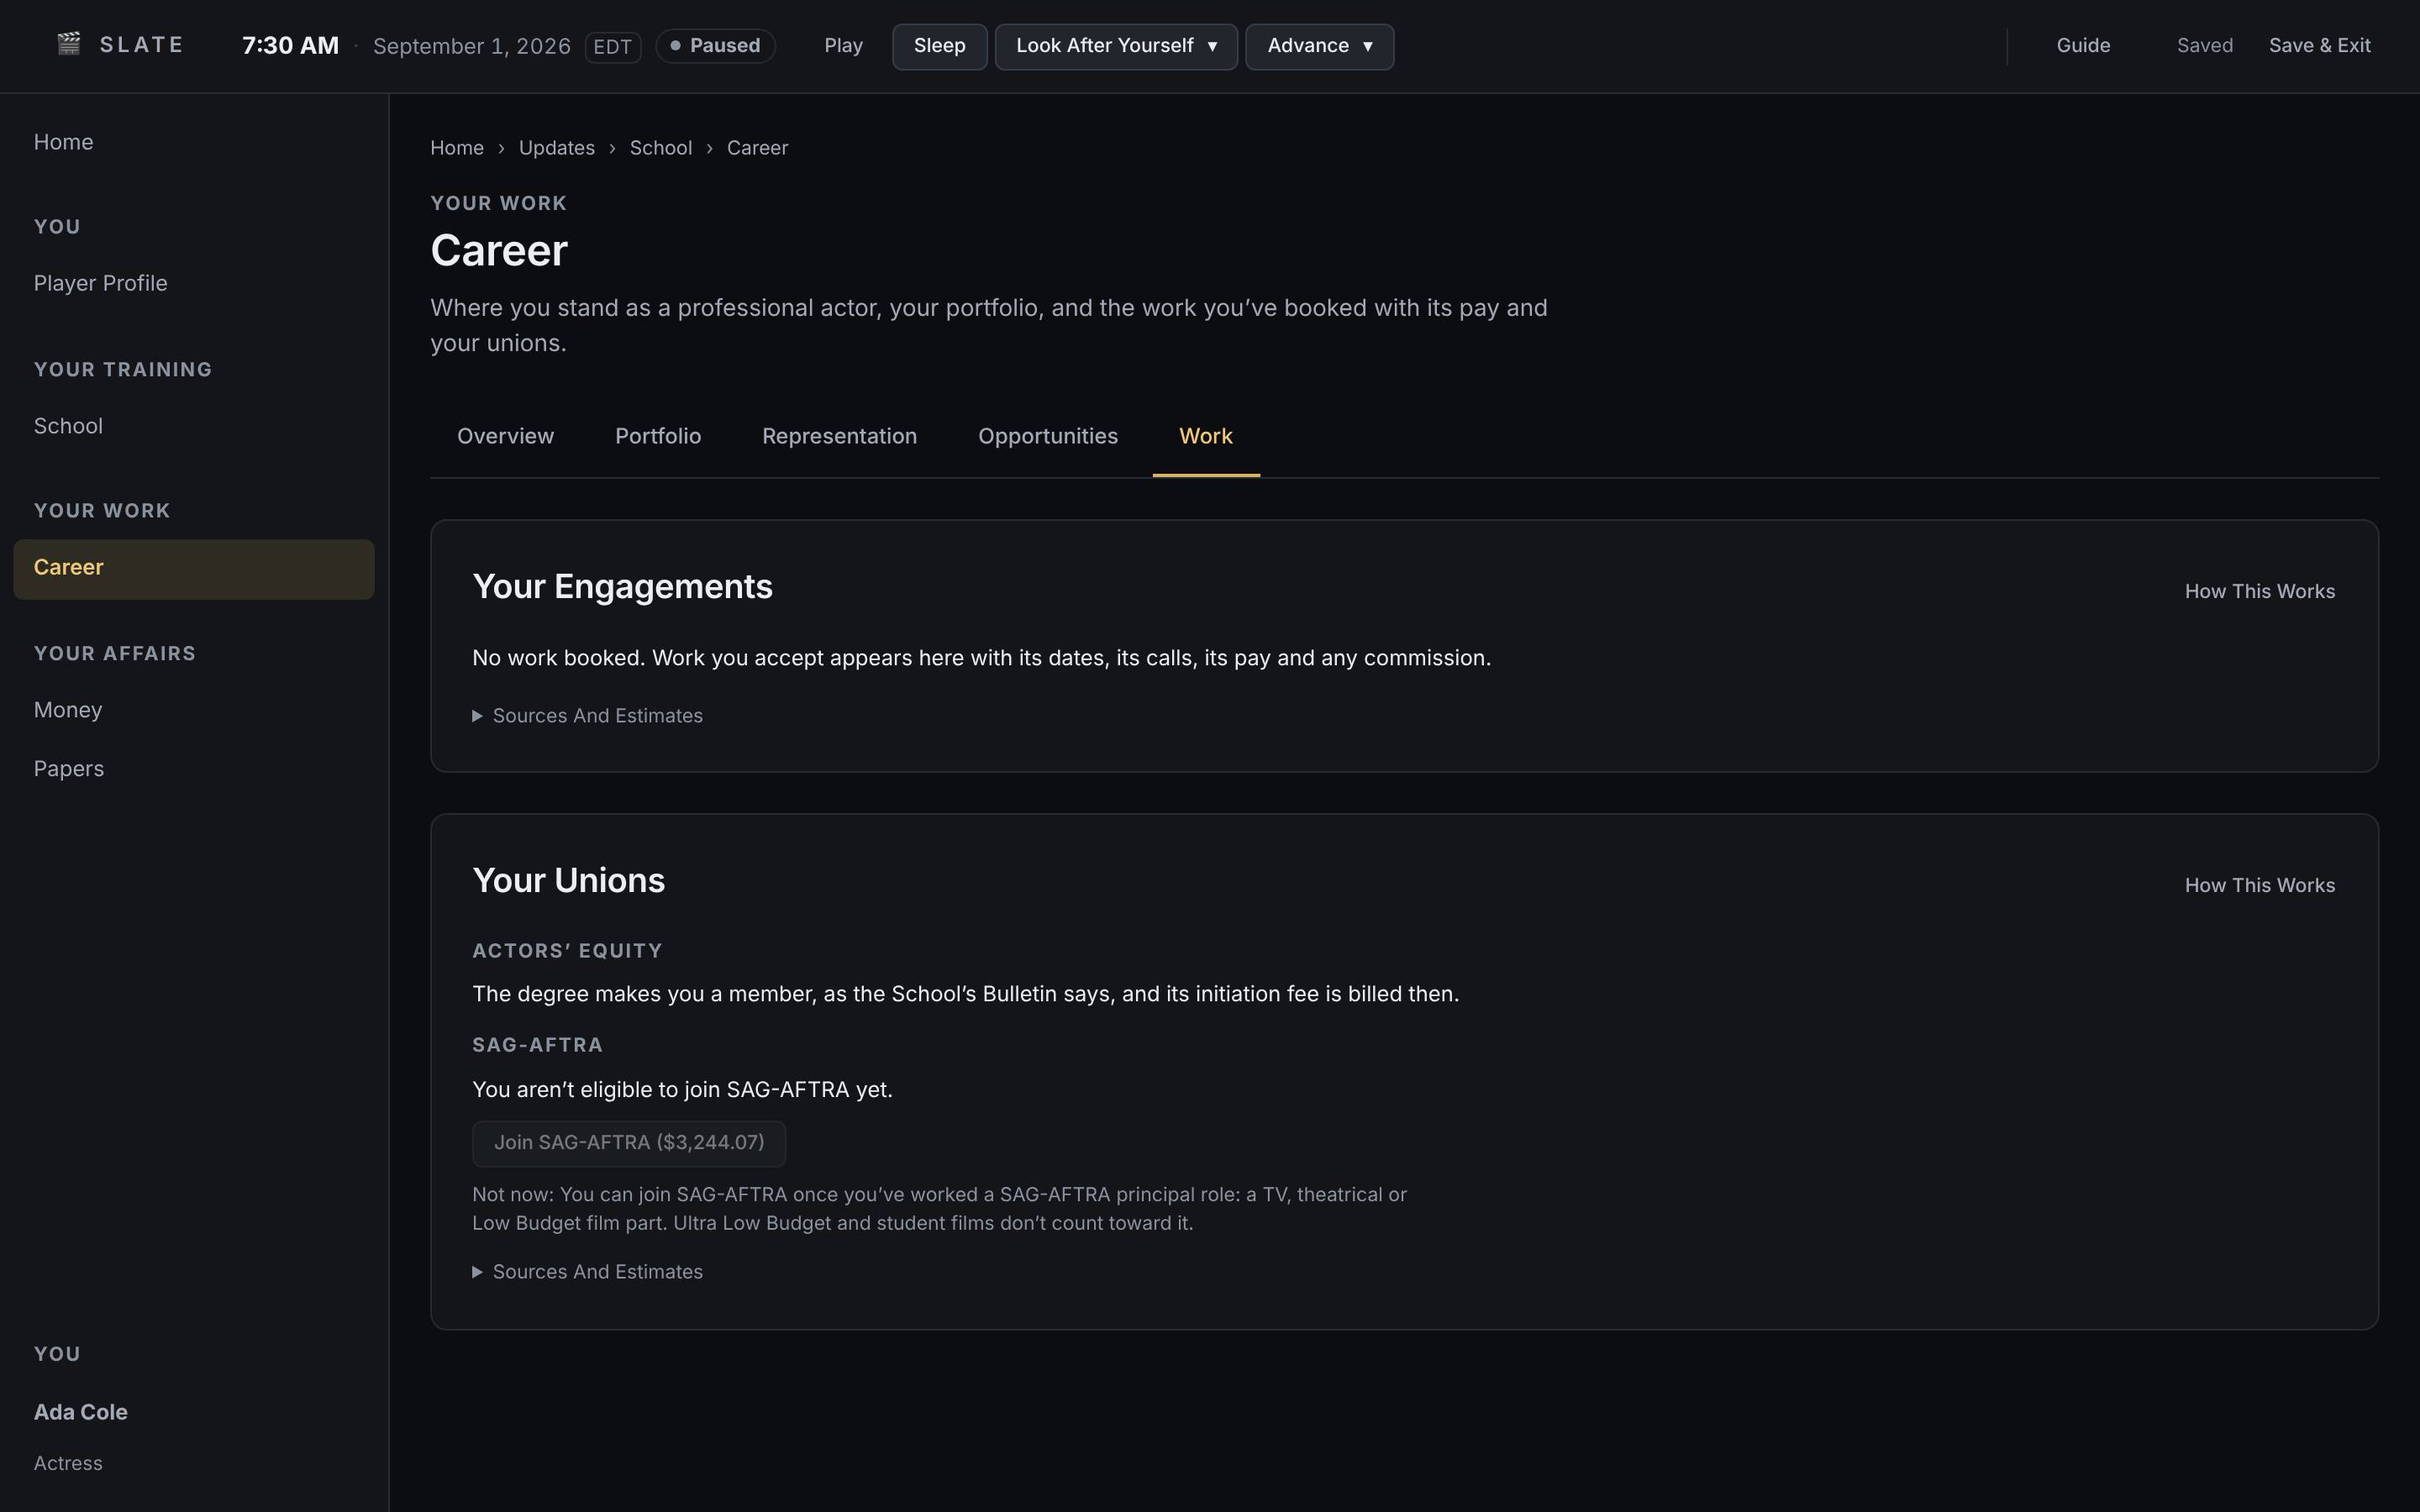 SLATE
7:30 AM · September 1, 2026 EDT Paused Play Sleep Look After Yourself ▾ Advance ▾ Guide Saved Save & Exit
Home
YOU
Player Profile
YOUR TRAINING
School
YOUR WORK
Career
YOUR AFFAIRS
Money
Papers
YOU
Ada Cole
Actress
Home › Updates › School › Career
YOUR WORK
Career
Where you stand as a professional actor, your portfolio, and the work you’ve booked with its pay and
your unions.
Overview Portfolio Representation Opportunities Work
Your Engagements How This Works
No work booked. Work you accept appears here with its dates, its calls, its pay and any commission.
▶ Sources And Estimates
Your Unions How This Works
ACTORS’ EQUITY
The degree makes you a member, as the School’s Bulletin says, and its initiation fee is billed then.
SAG-AFTRA
You aren’t eligible to join SAG-AFTRA yet.
Join SAG-AFTRA ($3,244.07)
Not now: You can join SAG-AFTRA once you’ve worked a SAG-AFTRA principal role: a TV, theatrical or
Low Budget film part. Ultra Low Budget and student films don’t count toward it.
▶ Sources And Estimates